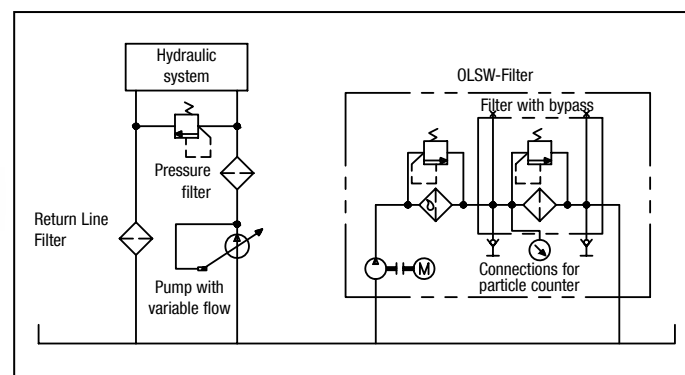 Hydraulic
system
OLSW-Filter
Filter with bypass
Pressure
filter
Return Line
Filter
Pump with
variable flow
M
Connections for
particle counter